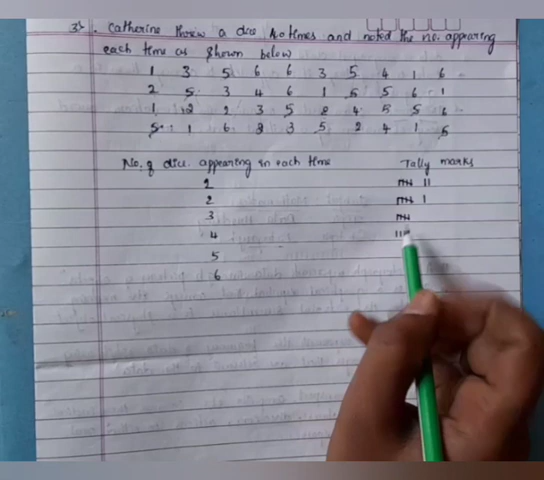 3). Catherine threw a dice 40 times and noted the no. appearing
each time as shown below
1 3 5 6 6 3 5 4 1 6
2 5 3 4 6 1 5 5 6 1
1 2 2 3 5 2 4 5 5 6
5 1 6 3 3 5 2 4 1 5
No. of dice appearing in each time Tally marks
1 |||| ||
2 |||| |
3 ||||
4 |||
5
6